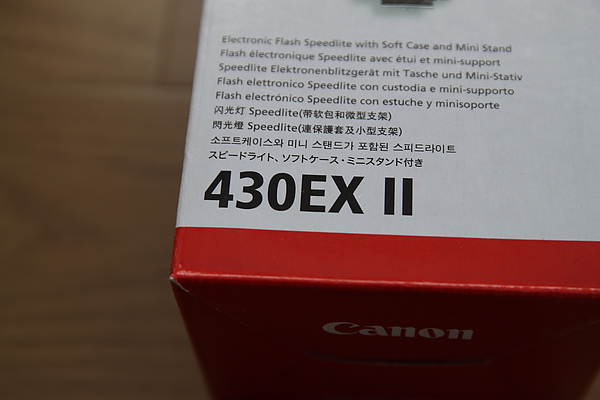 Electronic Flash Speedlite with Soft Case and Mini Stand
Flash électronique Speedlite avec étui et mini-support
Speedlite Elektronenblitzgerät mit Tasche und Mini-Stativ
Flash elettronico Speedlite con custodia e mini-supporto
Flash electrónico Speedlite con estuche y minisoporte
闪光灯 Speedlite(带软包和微型支架)
閃光燈 Speedlite(連保護套及小型支架)
소프트케이스와 미니 스탠드가 포함된 스피드라이트
スピードライト、ソフトケース・ミニスタンド付き
430EX II
Canon